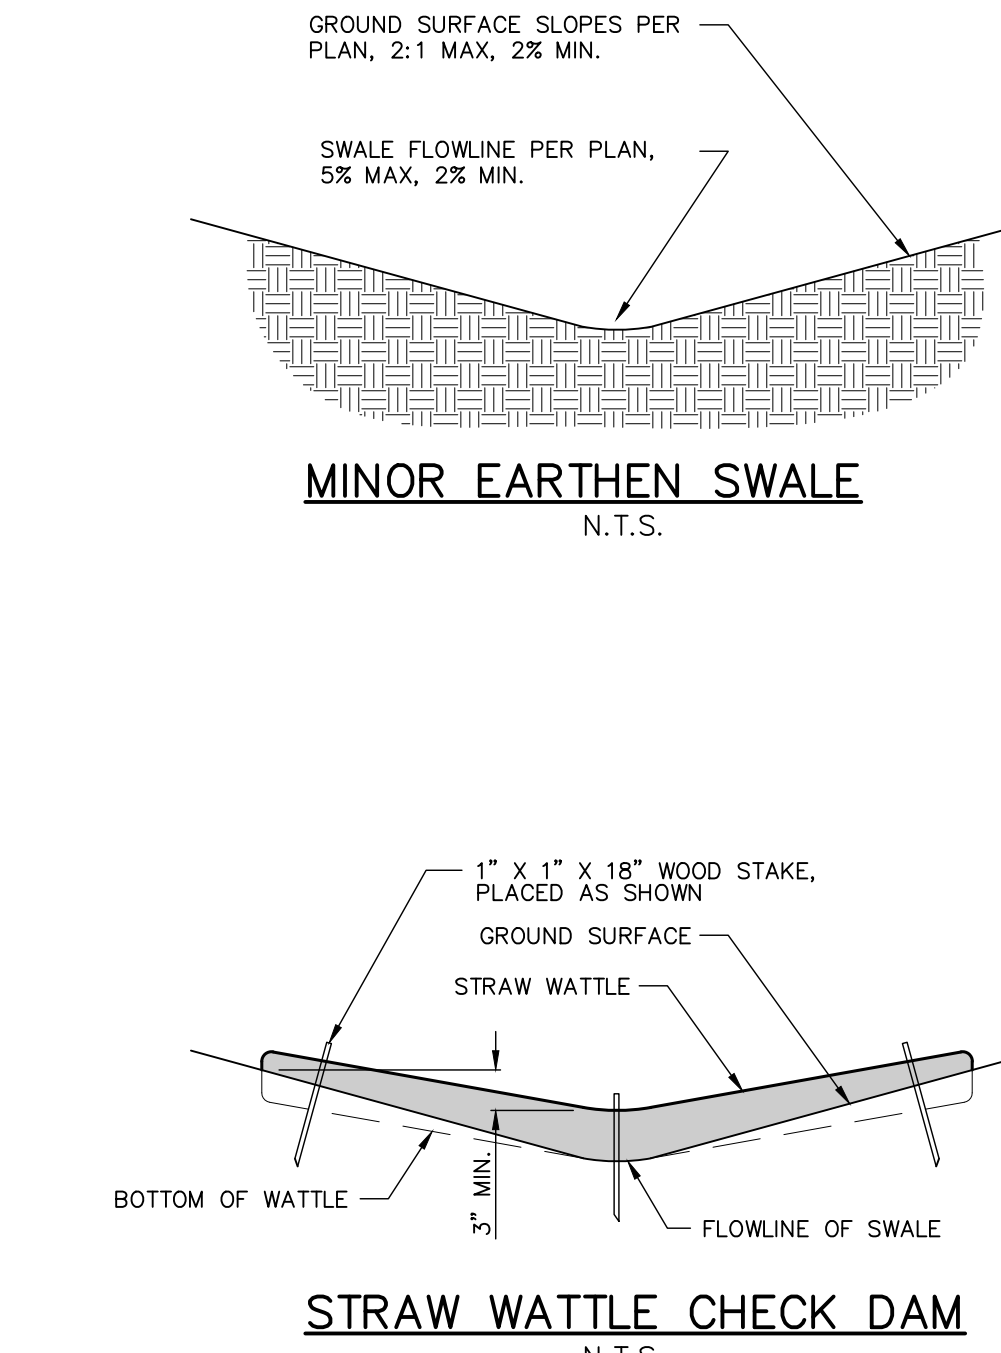 GROUND SURFACE SLOPES PER
PLAN, 2:1 MAX, 2% MIN.
SWALE FLOWLINE PER PLAN,
5% MAX, 2% MIN.
MINOR EARTHEN SWALE
N.T.S.
1" X 1" X 18" WOOD STAKE,
PLACED AS SHOWN
GROUND SURFACE
STRAW WATTLE
3" MIN.
BOTTOM OF WATTLE
FLOWLINE OF SWALE
STRAW WATTLE CHECK DAM
N.T.S.